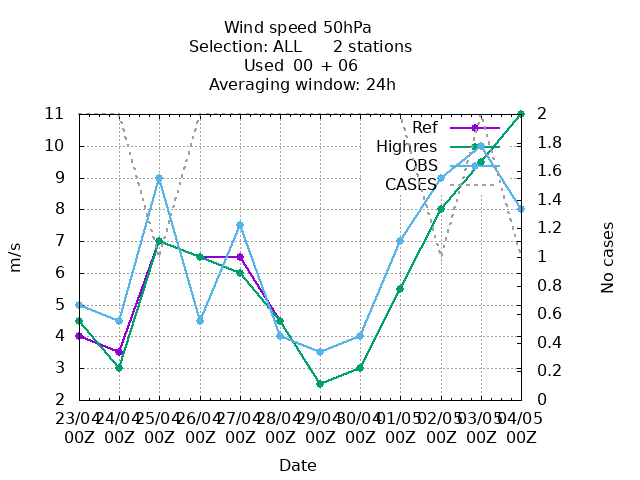 Wind speed 50hPa
Selection: ALL 2 stations
Used 00 + 06
Averaging window: 24h
11
10
9
8
7
6
5
4
3
2
m/s
Ref
Highres
OBS
CASES
2
1.8
1.6
1.4
1.2
1
0.8
0.6
0.4
0.2
0
No cases
23/04 24/04 25/04 26/04 27/04 28/04 29/04 30/04 01/05 02/05 03/05 04/05
00Z 00Z 00Z 00Z 00Z 00Z 00Z 00Z 00Z 00Z 00Z 00Z
Date